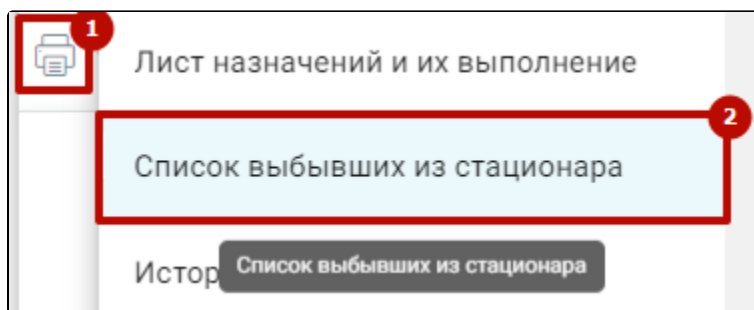 1
Лист назначений и их выполнение
2
Список выбывших из стационара
Истор
Список выбывших из стационара